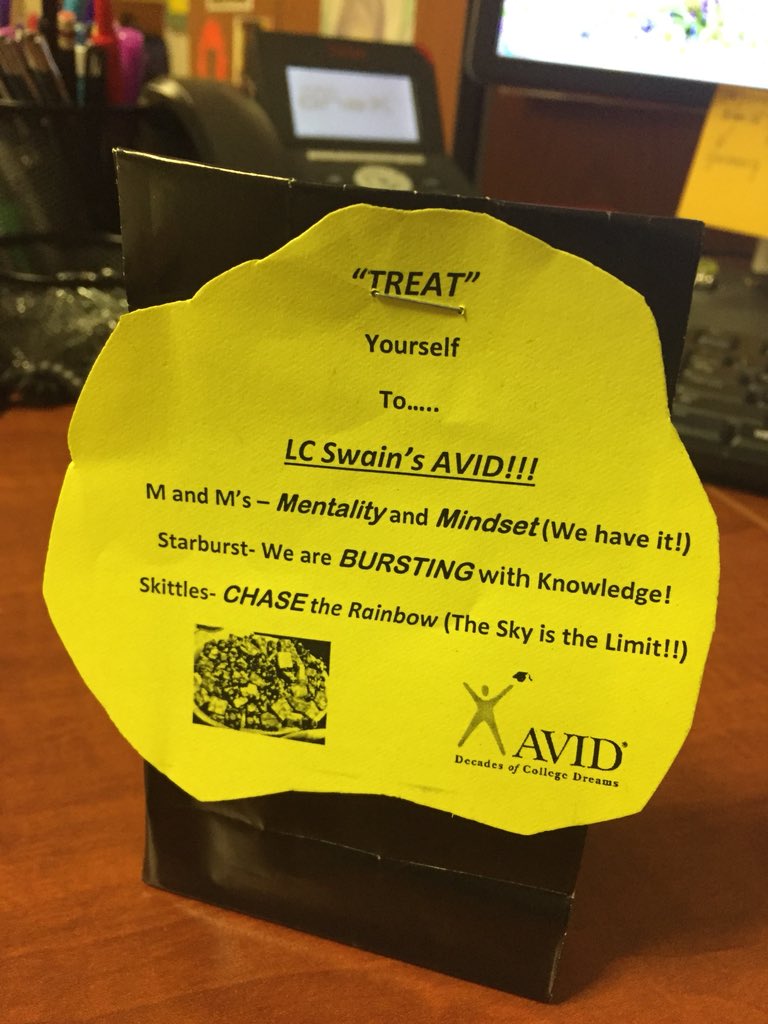 “TREAT”
Yourself
To.....
LC Swain’s AVID!!!
M and M’s – Mentality and Mindset (We have it!)
Starburst- We are BURSTING with Knowledge!
Skittles- CHASE the Rainbow (The Sky is the Limit!!)
AVID®
Decades of College Dreams